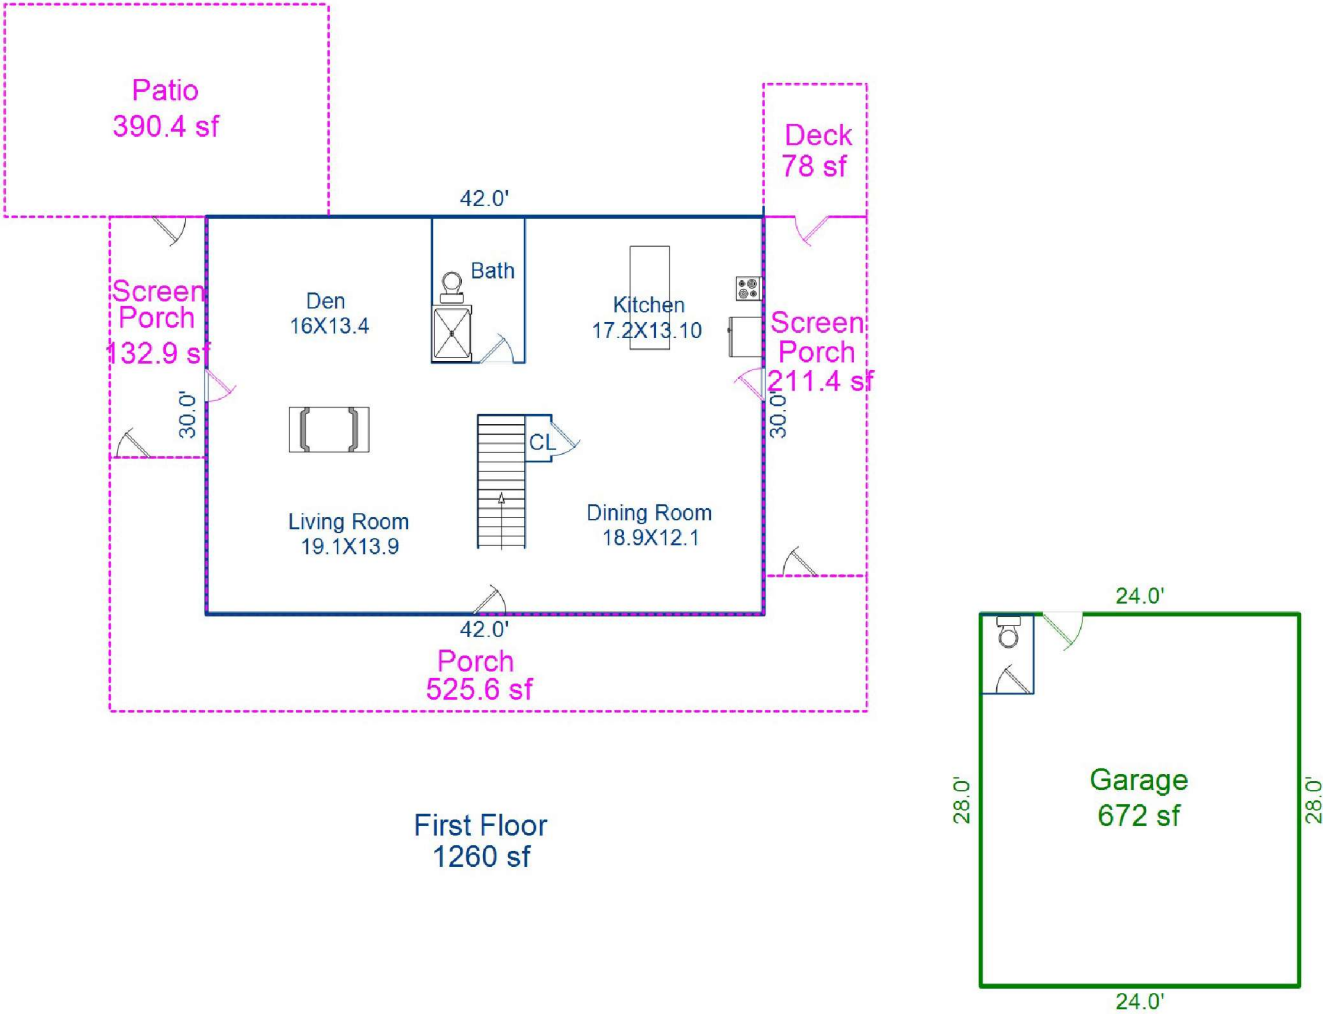 Patio
390.4 sf
Deck
78 sf
42.0'
Screen
Porch
132.9 sf
30.0'
Den
16X13.4
Bath
Kitchen
17.2X13.10
Screen
Porch
211.4 sf
30.0'
CL
Living Room
19.1X13.9
Dining Room
18.9X12.1
42.0'
Porch
525.6 sf
First Floor
1260 sf
24.0'
28.0'
Garage
672 sf
28.0'
24.0'